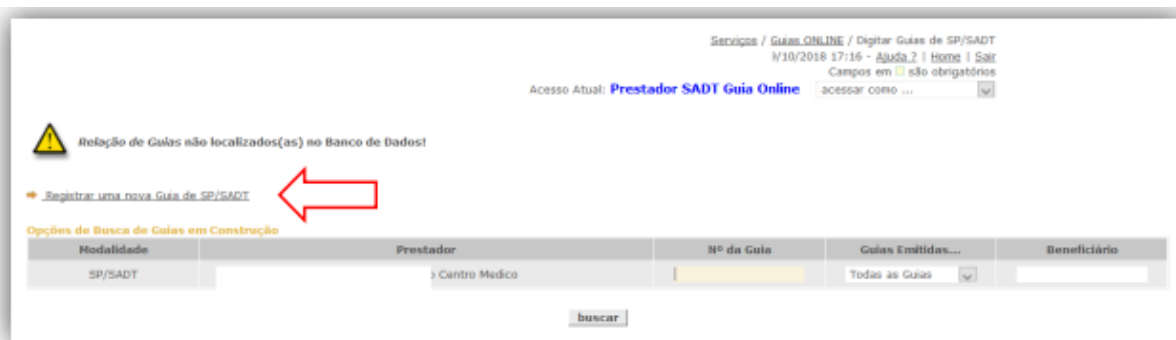 Serviços / Guias ONLINE / Digitar Guias de SP/SADT
9/10/2018 17:16 - Ajuda ? | Home | Sair
Campos em são obrigatórios
Acesso Atual: Prestador SADT Guia Online acessar como ...
Relação de Guias não localizados(as) no Banco de Dados!
Registrar uma nova Guia de SP/SADT
Opções de Busca de Guias em Construção
Modalidade Prestador Nº da Guia Guias Emitidas... Beneficiário
SP/SADT Centro Medico Todas as Guias
buscar